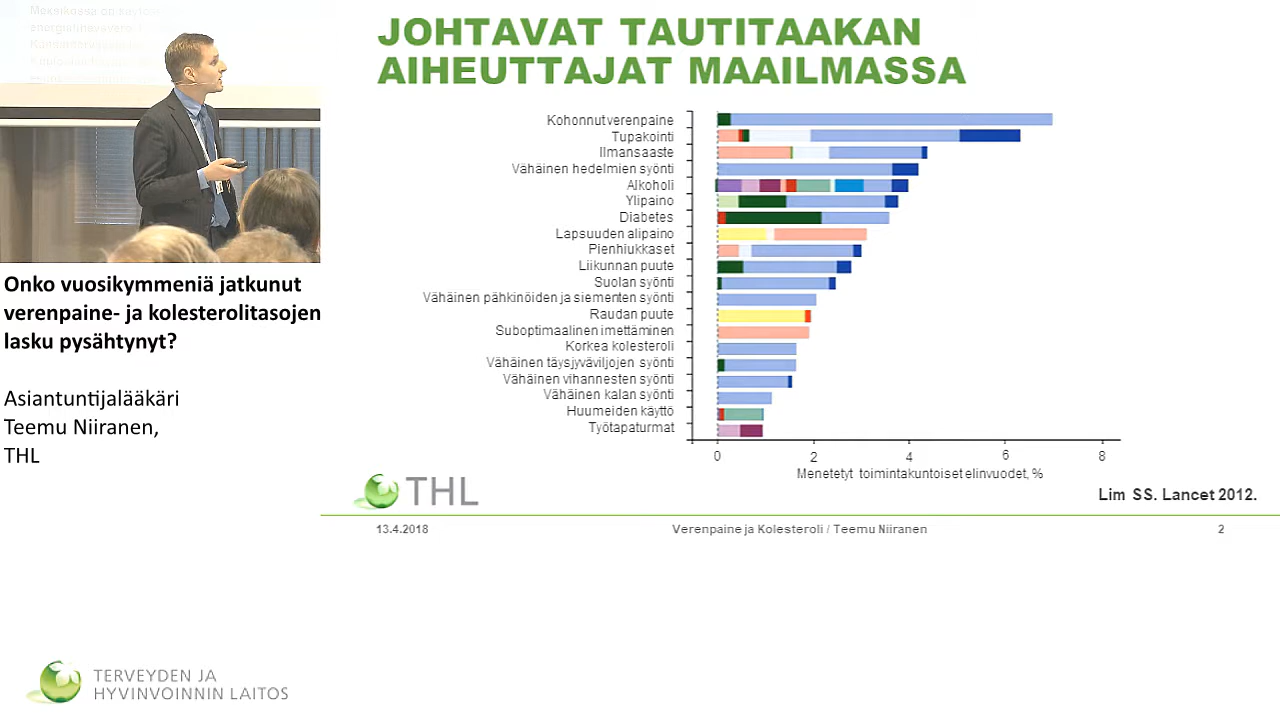 JOHTAVAT TAUTITAAKAN
AIHEUTTAJAT MAAILMASSA
Kohonnut verenpaine
Tupakointi
Ilmansaaste
Vähäinen hedelmien syönti
Alkoholi
Ylipaino
Diabetes
Lapsuuden alipaino
Pienhiukkaset
Liikunnan puute
Suolan syönti
Vähäinen pähkinöiden ja siementen syönti
Raudan puute
Suboptimaalinen imettäminen
Korkea kolesteroli
Vähäinen täysjyväviljojen syönti
Vähäinen vihannesten syönti
Vähäinen kalan syönti
Huumeiden käyttö
Työtapaturmat
0 2 4 6 8
Menetetyt toimintakuntoiset elinvuodet, %
Lim SS. Lancet 2012.
THL
13.4.2018 Verenpaine ja Kolesteroli / Teemu Niiranen 2
Onko vuosikymmeniä jatkunut
verenpaine- ja kolesterolitasojen
lasku pysähtynyt?
Asiantuntijalääkäri
Teemu Niiranen,
THL
TERVEYDEN JA
HYVINVOINNIN LAITOS